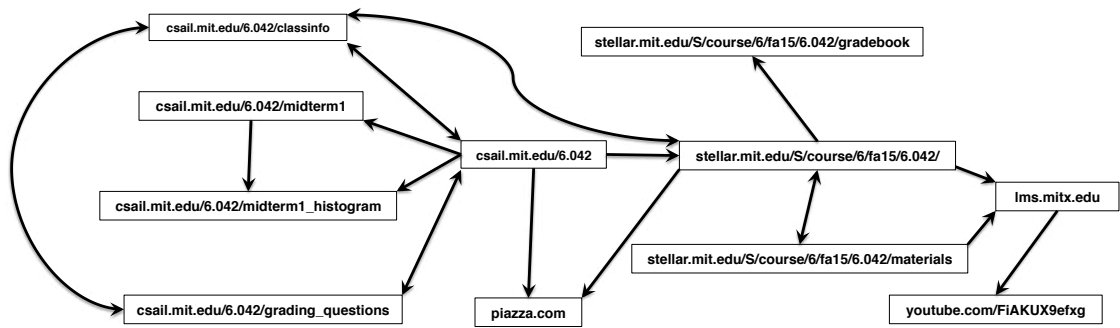 csail.mit.edu/6.042/classinfo
stellar.mit.edu/S/course/6/fa15/6.042/gradebook
csail.mit.edu/6.042/midterm1
csail.mit.edu/6.042
stellar.mit.edu/S/course/6/fa15/6.042/
lms.mitx.edu
csail.mit.edu/6.042/midterm1_histogram
stellar.mit.edu/S/course/6/fa15/6.042/materials
csail.mit.edu/6.042/grading_questions
piazza.com
youtube.com/FiAKUX9efxg